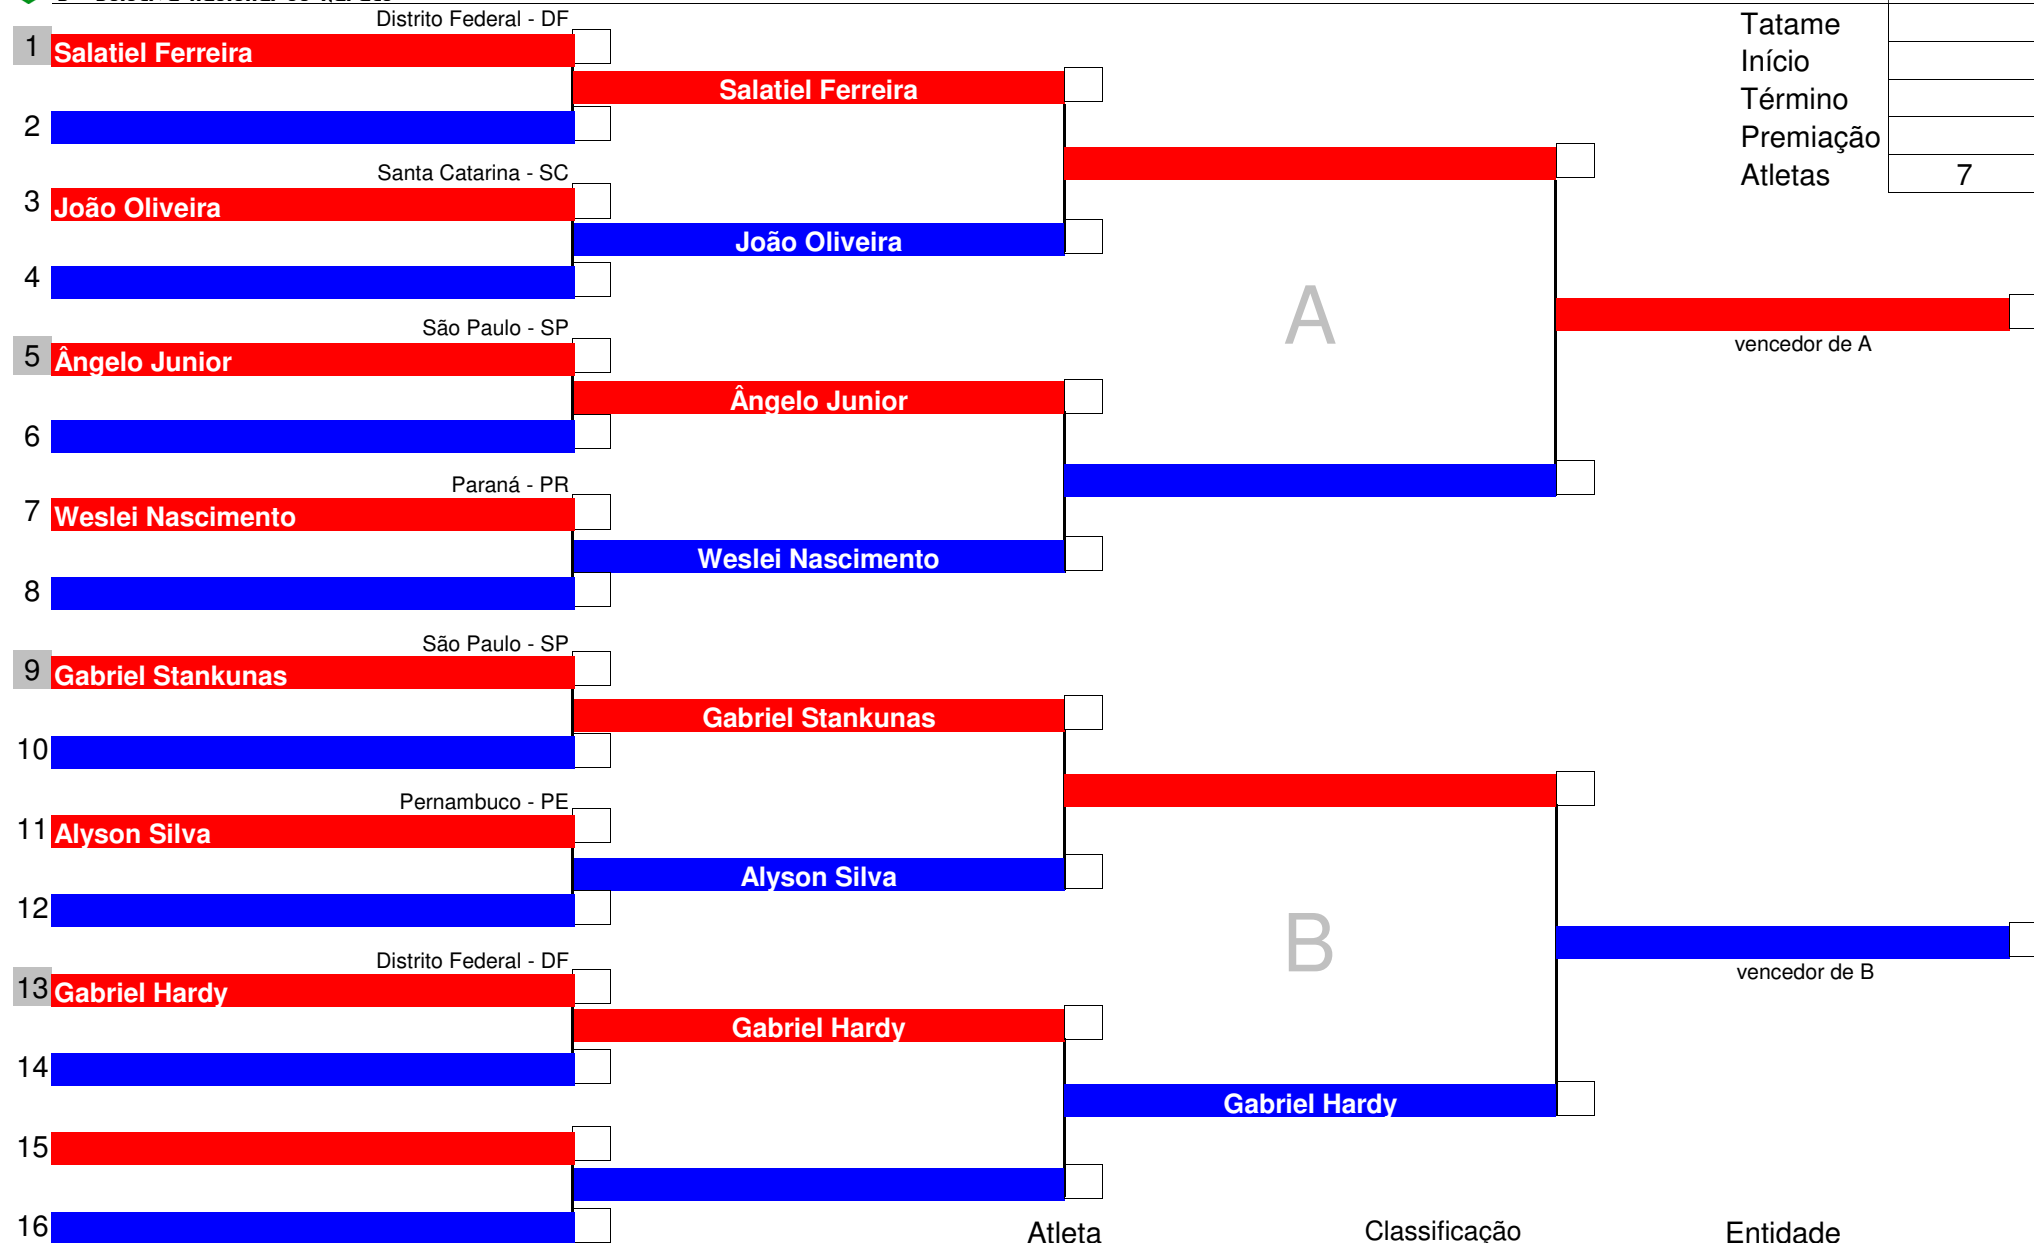 Distrito Federal - DF
1 Salatiel Ferreira
Salatiel Ferreira
2
Santa Catarina - SC
3 João Oliveira
João Oliveira
4
São Paulo - SP
5 Ângelo Junior
Ângelo Junior
6
Paraná - PR
7 Weslei Nascimento
Weslei Nascimento
8
São Paulo - SP
9 Gabriel Stankunas
Gabriel Stankunas
10
Pernambuco - PE
11 Alyson Silva
Alyson Silva
12
Distrito Federal - DF
13 Gabriel Hardy
Gabriel Hardy
14
15
16
A
B
Gabriel Hardy
vencedor de A
vencedor de B
Tatame
Início
Término
Premiação
Atletas 7
Atleta Classificação Entidade